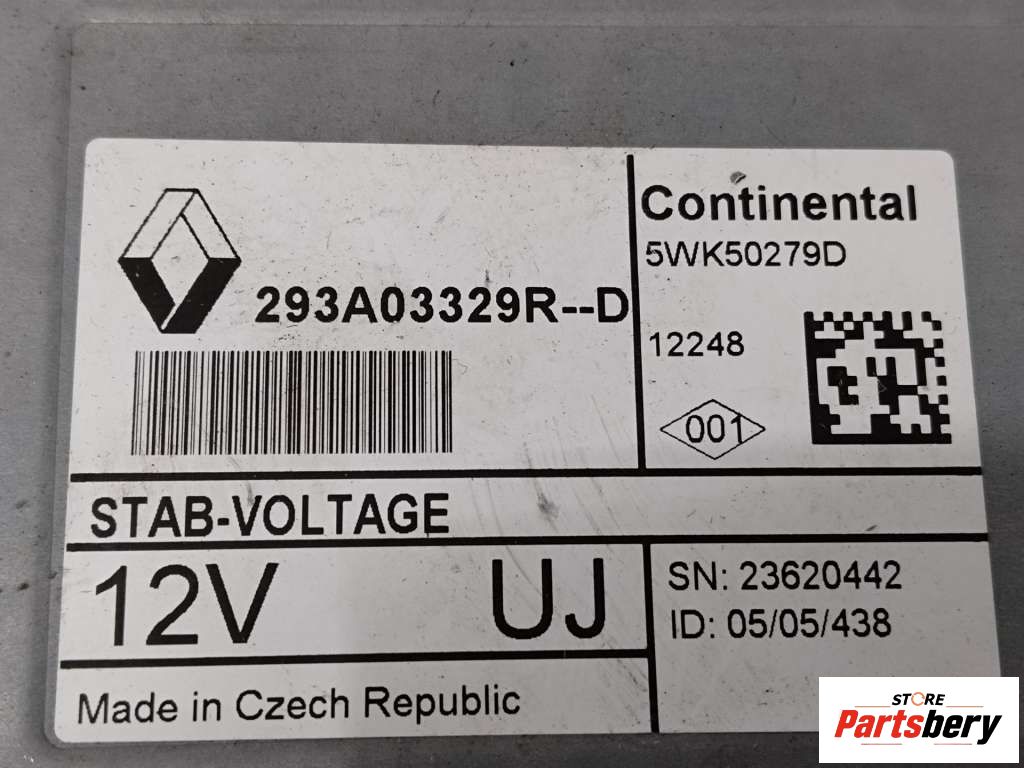 293A03329R--D
Continental
5WK50279D
12248
001
STAB-VOLTAGE
12V
UJ
SN: 23620442
ID: 05/05/438
Made in Czech Republic
STORE
Partsbery